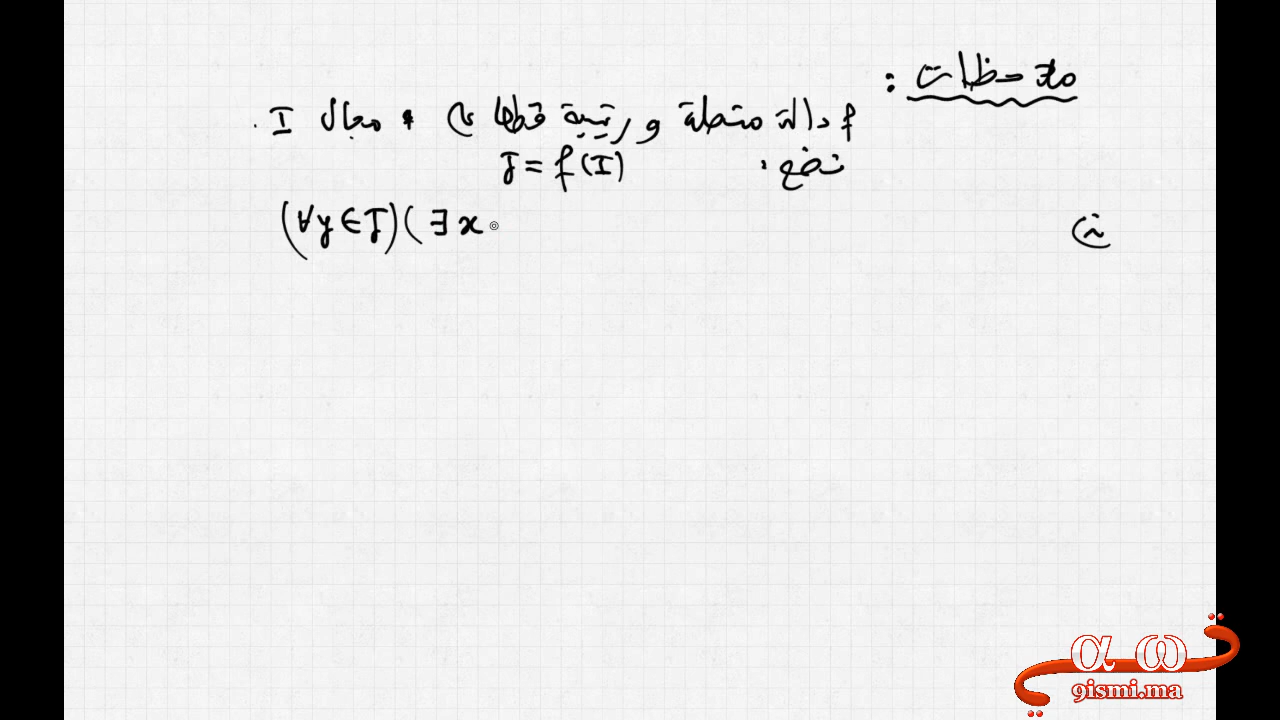 ملاحظات :
f دالة متصلة و رتيبة قطعا على مجال I .
نضع : J = f(I)
(∀y ∈ J)( ∃ x
α ω
9ismi.ma